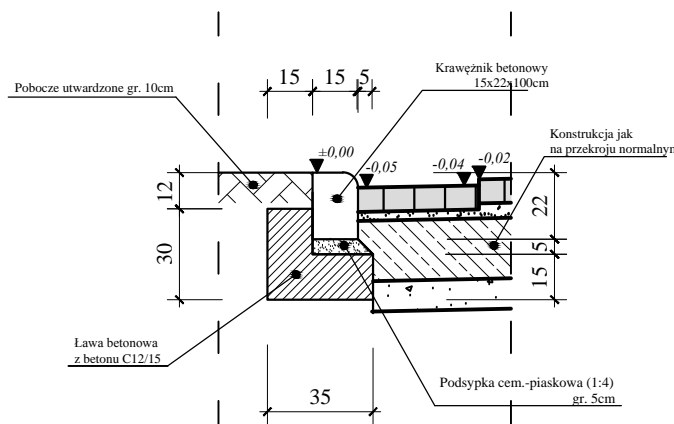 Krawężnik betonowy
15x22x100cm
15 15 5
Pobocze utwardzone gr. 10cm
Konstrukcja jak
na przekroju normalnym
±0,00
-0,05
-0,04
-0,02
12
22
30
5
15
Ława betonowa
z betonu C12/15
35
Podsypka cem.-piaskowa (1:4)
gr. 5cm